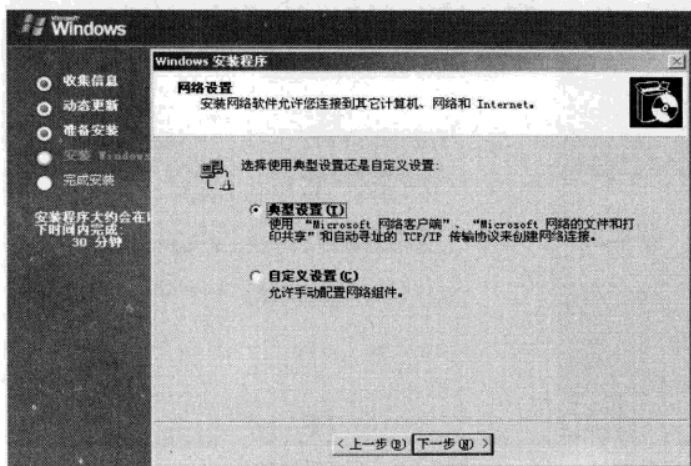 Microsoft
Windows
Windows 安装程序
收集信息
动态更新
准备安装
安装 Windows
完成安装
安装程序大约会在以
下时间内完成:
30 分钟
网络设置
安装网络软件允许您连接到其它计算机、网络和 Internet。
选择使用典型设置还是自定义设置:
典型设置(T)
使用 “Microsoft 网络客户端”、“Microsoft 网络的文件和打
印共享”和自动寻址的 TCP/IP 传输协议来创建网络连接。
自定义设置(C)
允许手动配置网络组件。
< 上一步(B)
下一步(N) >